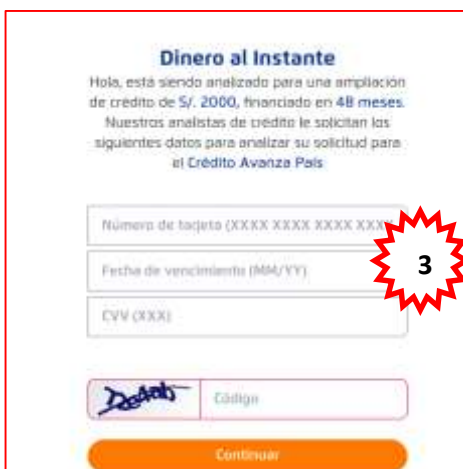 Dinero al Instante
Hola, está siendo analizado para una ampliación
de crédito de S/. 2000, financiado en 48 meses.
Nuestros analistas de crédito le solicitan los
siguientes datos para analizar su solicitud para
el Crédito Avanza País
Número de tarjeta (XXXX XXXX XXXX XXXX
3
Fecha de vencimiento (MM/YY)
CVV (XXX)
Código
Continuar